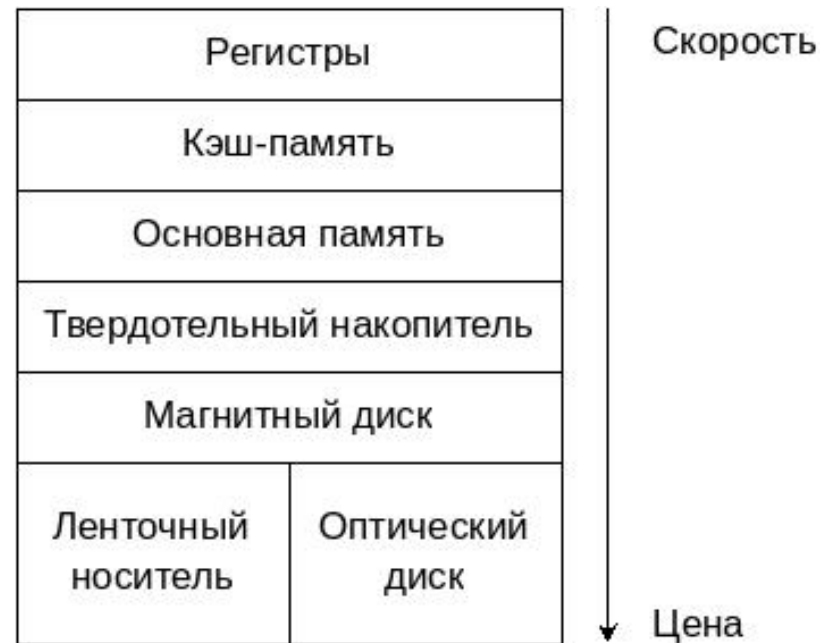 Регистры
Скорость
Кэш-память
Основная память
Твердотельный накопитель
Магнитный диск
Ленточный
носитель
Оптический
диск
Цена